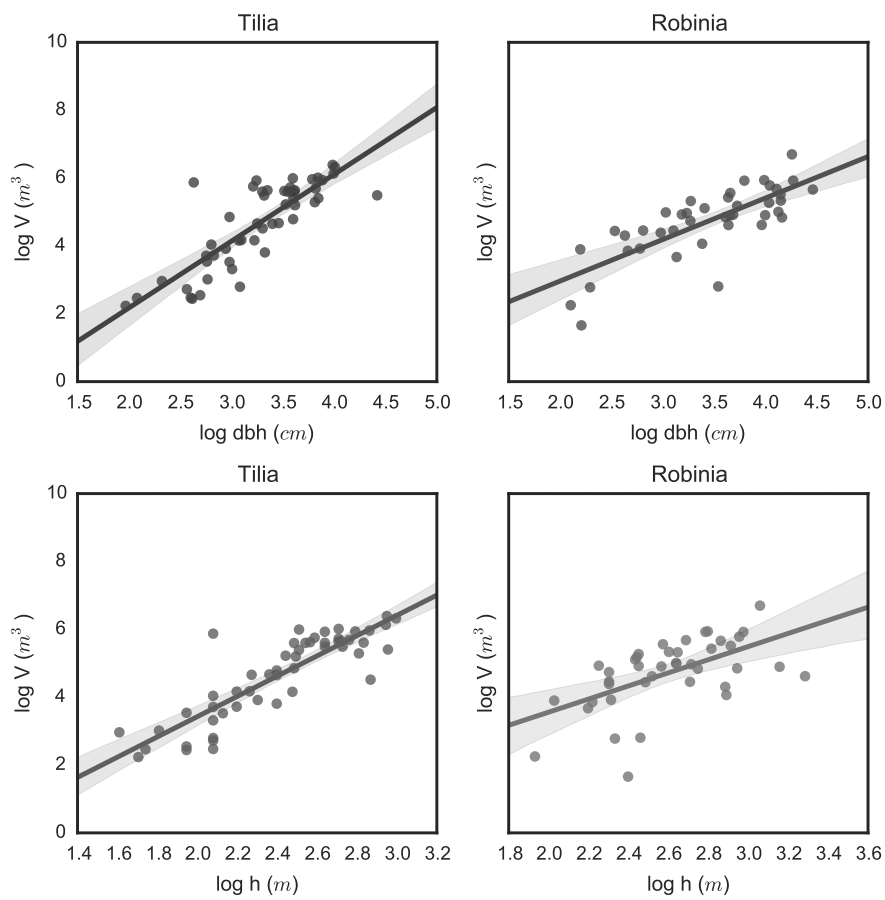 Tilia
Robinia
10
8
6
4
2
0
log V (m³)
log V (m³)
1.5 2.0 2.5 3.0 3.5 4.0 4.5 5.0
1.5 2.0 2.5 3.0 3.5 4.0 4.5 5.0
log dbh (cm)
log dbh (cm)
Tilia
Robinia
10
8
6
4
2
0
log V (m³)
log V (m³)
1.4 1.6 1.8 2.0 2.2 2.4 2.6 2.8 3.0 3.2
1.8 2.0 2.2 2.4 2.6 2.8 3.0 3.2 3.4 3.6
log h (m)
log h (m)